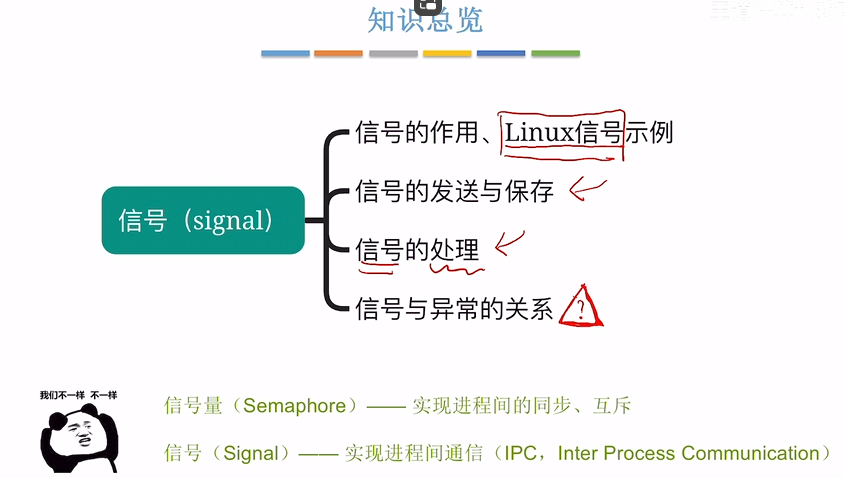 知识总览
信号的作用、Linux信号示例
信号的发送与保存
信号（signal）
信号的处理
信号与异常的关系
?
我们不一样 不一样
信号量（Semaphore）—— 实现进程间的同步、互斥
信号（Signal）—— 实现进程间通信（IPC，Inter Process Communication）